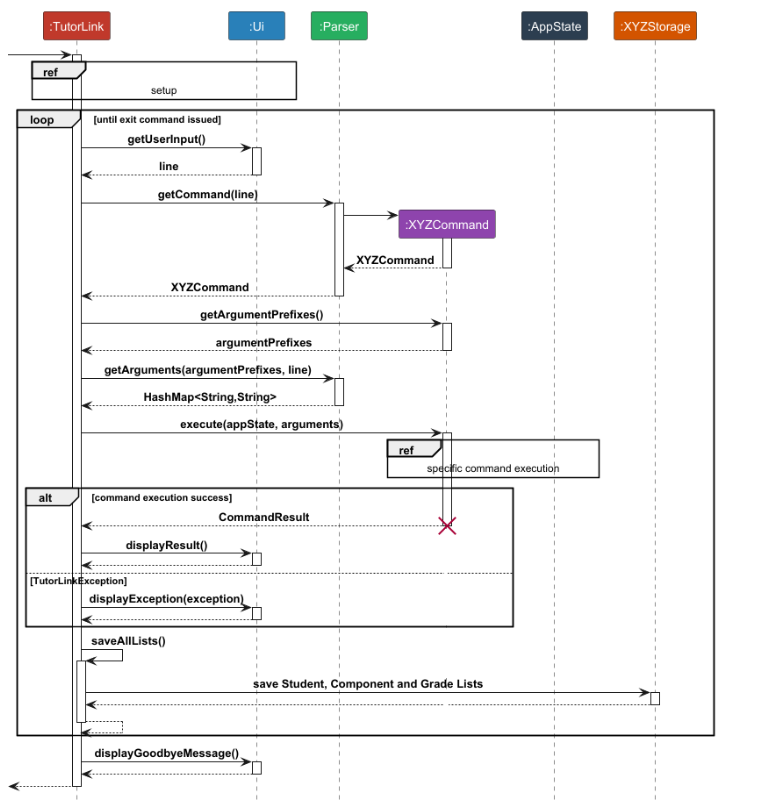 :TutorLink :Ui :Parser :AppState :XYZStorage
ref
setup
loop [until exit command issued]
getUserInput()
line
getCommand(line)
:XYZCommand
XYZCommand
XYZCommand
getArgumentPrefixes()
argumentPrefixes
getArguments(argumentPrefixes, line)
HashMap<String,String>
execute(appState, arguments)
ref
specific command execution
alt [command execution success]
CommandResult
displayResult()
[TutorLinkException]
displayException(exception)
saveAllLists()
save Student, Component and Grade Lists
displayGoodbyeMessage()